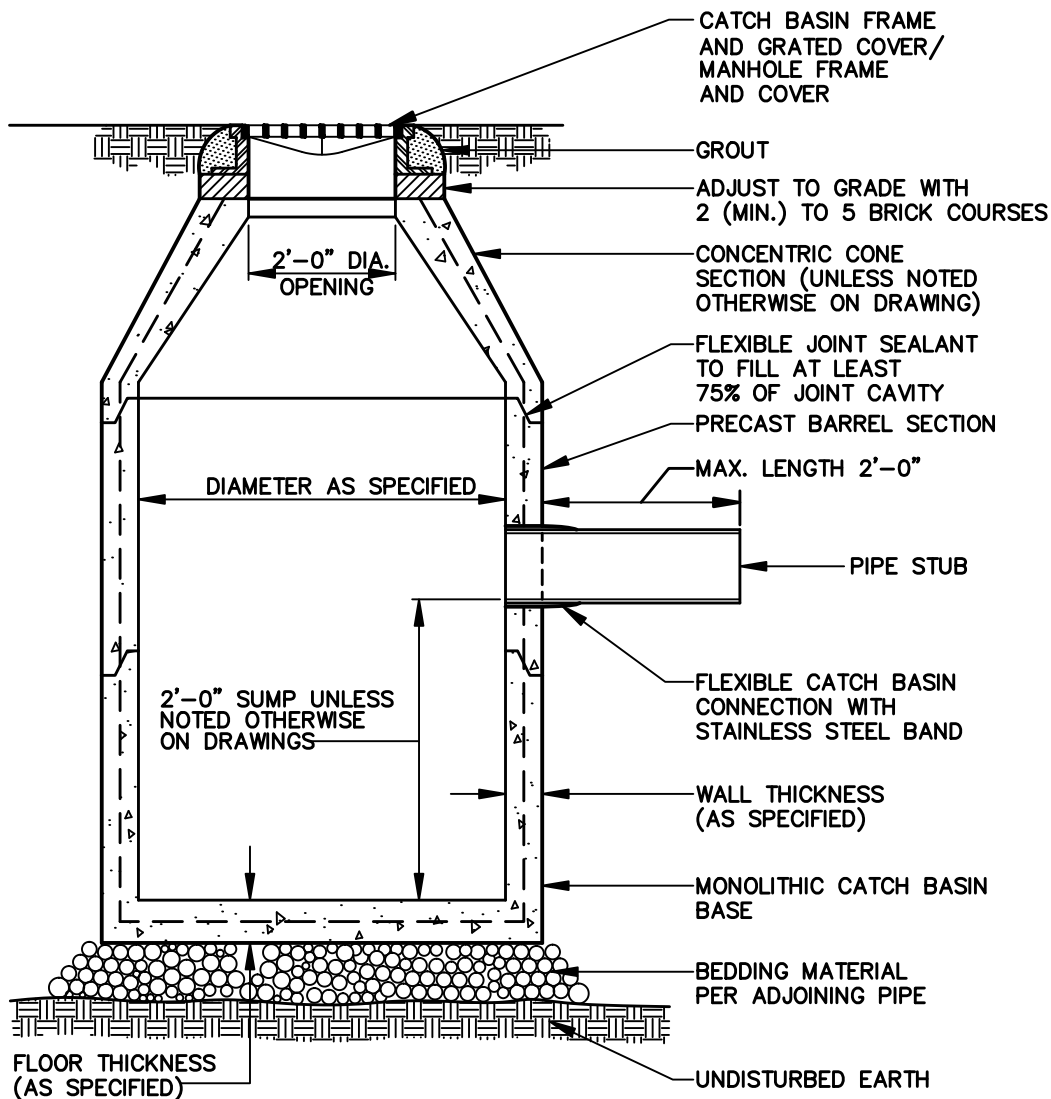 CATCH BASIN FRAME
AND GRATED COVER/
MANHOLE FRAME
AND COVER
GROUT
ADJUST TO GRADE WITH
2 (MIN.) TO 5 BRICK COURSES
CONCENTRIC CONE
SECTION (UNLESS NOTED
OTHERWISE ON DRAWING)
2'-0" DIA.
OPENING
FLEXIBLE JOINT SEALANT
TO FILL AT LEAST
75% OF JOINT CAVITY
PRECAST BARREL SECTION
MAX. LENGTH 2'-0"
DIAMETER AS SPECIFIED
PIPE STUB
FLEXIBLE CATCH BASIN
CONNECTION WITH
STAINLESS STEEL BAND
2'-0" SUMP UNLESS
NOTED OTHERWISE
ON DRAWINGS
WALL THICKNESS
(AS SPECIFIED)
MONOLITHIC CATCH BASIN
BASE
BEDDING MATERIAL
PER ADJOINING PIPE
FLOOR THICKNESS
(AS SPECIFIED)
UNDISTURBED EARTH